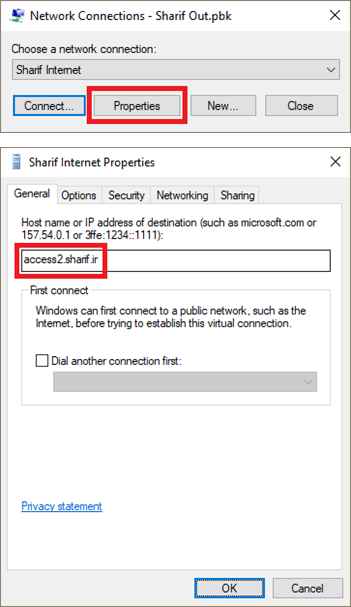 Network Connections - Sharif Out.pbk
Choose a network connection:
Sharif Internet
Connect... Properties New... Close
Sharif Internet Properties
General Options Security Networking Sharing
Host name or IP address of destination (such as microsoft.com or
157.54.0.1 or 3ffe:1234::1111):
access2.sharif.ir
First connect
Windows can first connect to a public network, such as the
Internet, before trying to establish this virtual connection.
Dial another connection first:
Privacy statement
OK Cancel